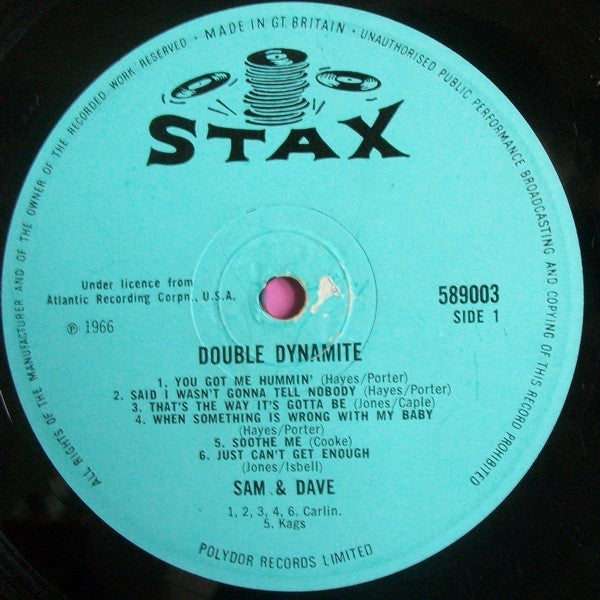 ALL RIGHTS OF THE MANUFACTURER AND OF THE OWNER OF THE RECORDED WORK RESERVED · MADE IN GT. BRITAIN · UNAUTHORISED PUBLIC PERFORMANCE BROADCASTING AND COPYING OF THIS RECORD PROHIBITED
STAX
Under licence from
Atlantic Recording Corpn., U.S.A.
℗ 1966
589003
SIDE 1
DOUBLE DYNAMITE
1. YOU GOT ME HUMMIN' (Hayes/Porter)
2. SAID I WASN'T GONNA TELL NOBODY (Hayes/Porter)
3. THAT'S THE WAY IT'S GOTTA BE (Jones/Caple)
4. WHEN SOMETHING IS WRONG WITH MY BABY
(Hayes/Porter)
5. SOOTHE ME (Cooke)
6. JUST CAN'T GET ENOUGH
(Jones/Isbell)
SAM & DAVE
1, 2, 3, 4, 6. Carlin.
5. Kags
POLYDOR RECORDS LIMITED